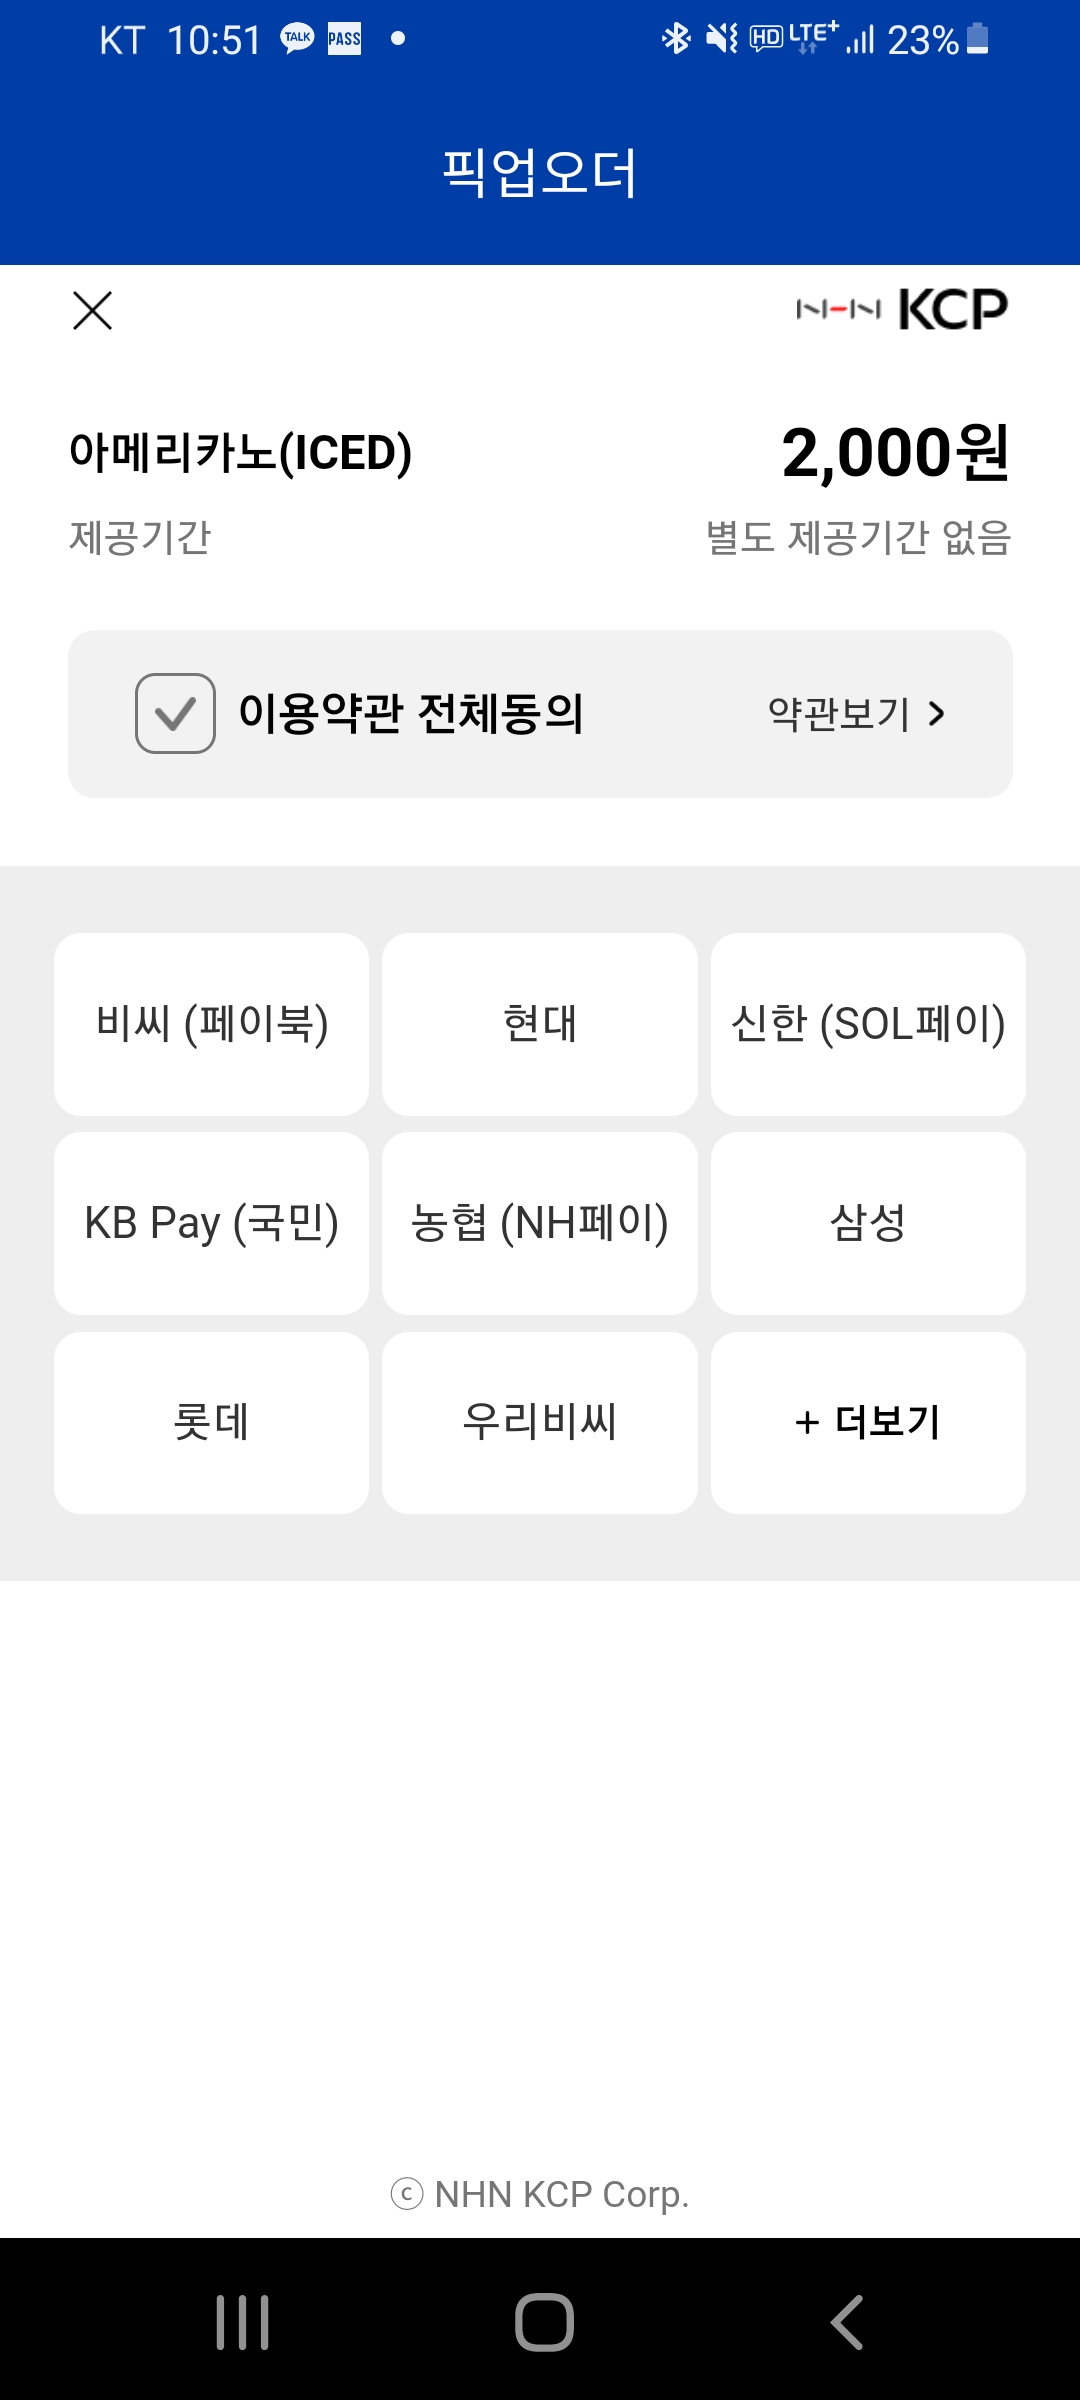 KT 10:51 TALK PASS HD LTE+ 23%
픽업오더
NHN KCP
아메리카노(ICED) 2,000원
제공기간 별도 제공기간 없음
이용약관 전체동의 약관보기
비씨 (페이북) 현대 신한 (SOL페이)
KB Pay (국민) 농협 (NH페이) 삼성
롯데 우리비씨 + 더보기
ⓒ NHN KCP Corp.